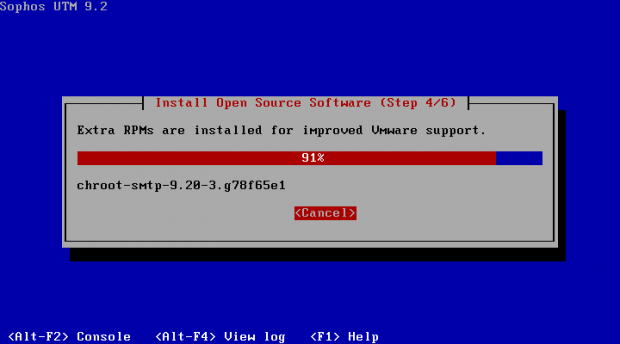 Sophos UTM 9.2
Install Open Source Software (Step 4/6)
Extra RPMs are installed for improved Vmware support.
91%
chroot-smtp-9.20-3.g78f65e1
<Cancel>
<Alt-F2> Console <Alt-F4> View log <F1> Help